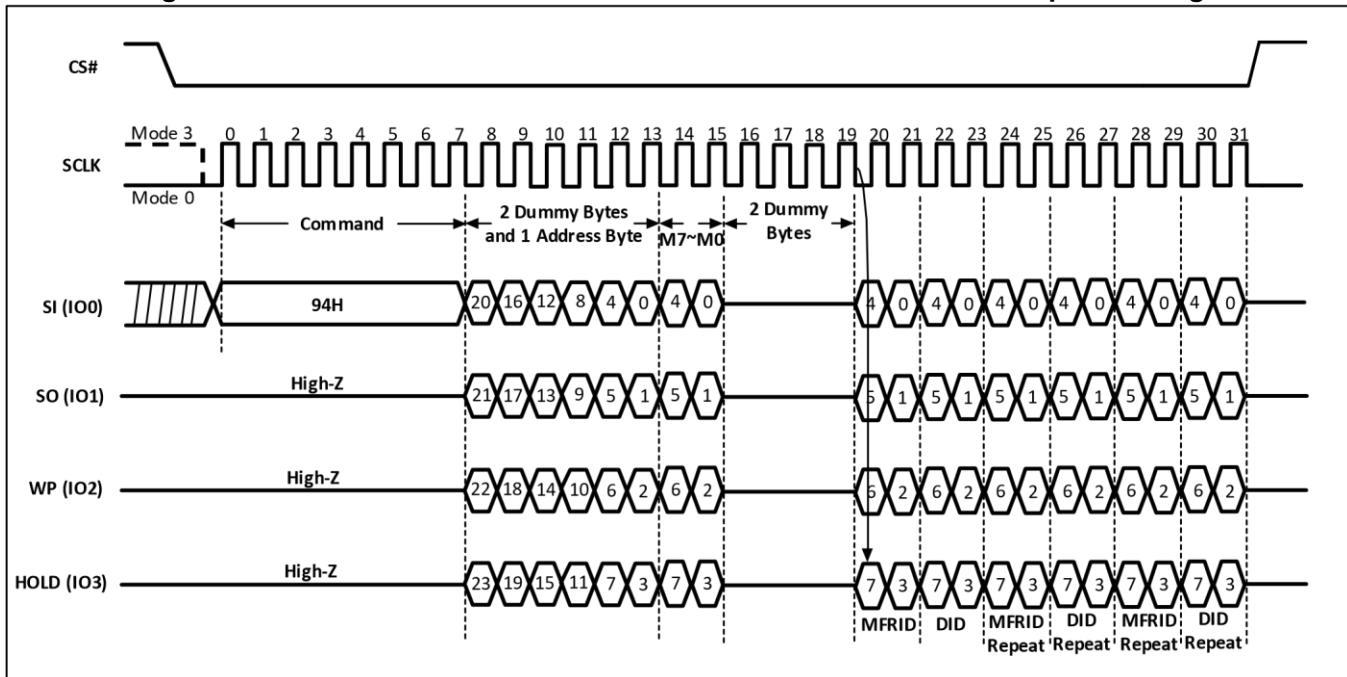 CS#
Mode 3
0 1 2 3 4 5 6 7 8 9 10 11 12 13 14 15 16 17 18 19 20 21 22 23 24 25 26 27 28 29 30 31
SCLK
Mode 0
Command
2 Dummy Bytes
and 1 Address Byte
M7~M0
2 Dummy
Bytes
SI (IO0)
94H
20 16 12 8 4 0 4 0 4 0 4 0 4 0 4 0 4 0 4 0
SO (IO1)
High-Z
21 17 13 9 5 1 5 1 5 1 5 1 5 1 5 1 5 1 5 1
WP (IO2)
High-Z
22 18 14 10 6 2 6 2 6 2 6 2 6 2 6 2 6 2 6 2
HOLD (IO3)
High-Z
23 19 15 11 7 3 7 3 7 3 7 3 7 3 7 3 7 3 7 3
MFRID DID MFRID DID MFRID DID
Repeat Repeat Repeat Repeat